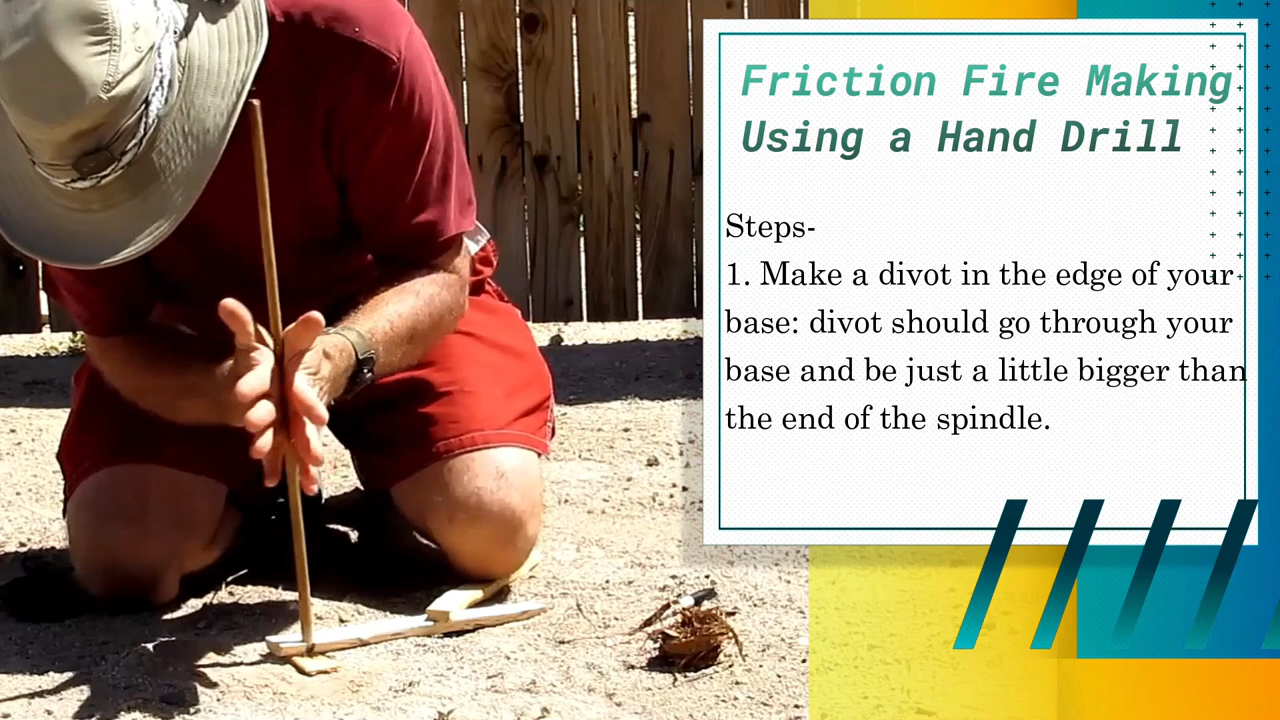 Friction Fire Making
Using a Hand Drill
Steps-
1. Make a divot in the edge of your
base: divot should go through your
base and be just a little bigger than
the end of the spindle.